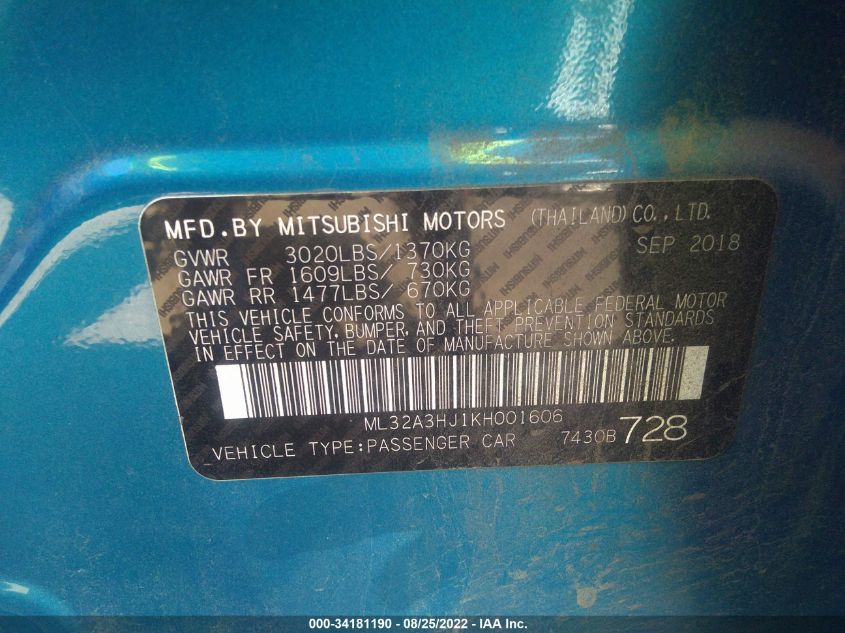 MFD.BY MITSUBISHI MOTORS (THAILAND) CO.,LTD.
GVWR 3020LBS/1370KG SEP 2018
GAWR FR 1609LBS/ 730KG
GAWR RR 1477LBS/ 670KG
THIS VEHICLE CONFORMS TO ALL APPLICABLE FEDERAL MOTOR
VEHICLE SAFETY, BUMPER, AND THEFT PREVENTION STANDARDS
IN EFFECT ON THE DATE OF MANUFACTURE SHOWN ABOVE.
ML32A3HJ1KH001606
VEHICLE TYPE:PASSENGER CAR 7430B 728
000-34181190 - 08/25/2022 - IAA Inc.